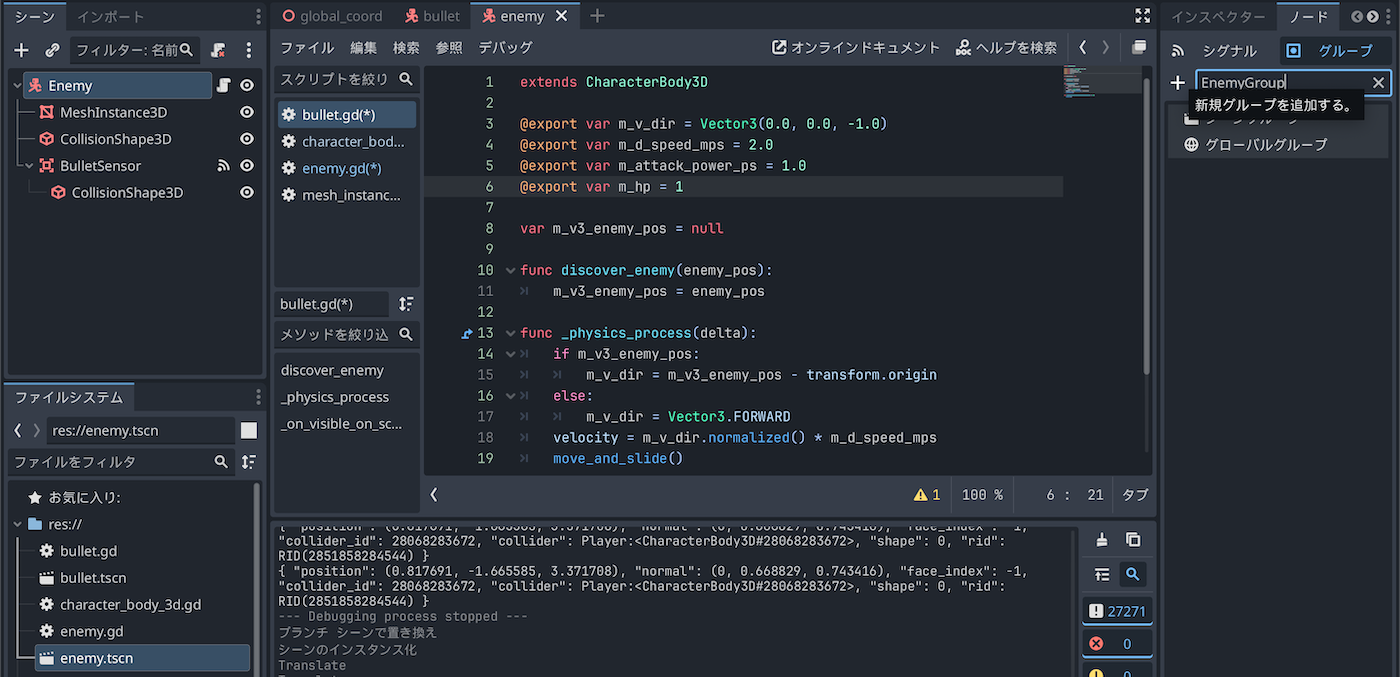 シーン インポート
フィルター: 名前
Enemy
MeshInstance3D
CollisionShape3D
BulletSensor
CollisionShape3D
ファイルシステム
res://enemy.tscn
ファイルをフィルタ
お気に入り:
res://
bullet.gd
bullet.tscn
character_body_3d.gd
enemy.gd
enemy.tscn
global_coord bullet enemy
ファイル 編集 検索 参照 デバッグ オンラインドキュメント ヘルプを検索
スクリプトを絞り
bullet.gd(*)
character_bod...
enemy.gd(*)
mesh_instanc...
bullet.gd(*)
メソッドを絞り込
discover_enemy
_physics_process
_on_visible_on_sc...
1 extends CharacterBody3D
2
3 @export var m_v_dir = Vector3(0.0, 0.0, -1.0)
4 @export var m_d_speed_mps = 2.0
5 @export var m_attack_power_ps = 1.0
6 @export var m_hp = 1
7
8 var m_v3_enemy_pos = null
9
10 func discover_enemy(enemy_pos):
11 m_v3_enemy_pos = enemy_pos
12
13 func _physics_process(delta):
14 if m_v3_enemy_pos:
15 m_v_dir = m_v3_enemy_pos - transform.origin
16 else:
17 m_v_dir = Vector3.FORWARD
18 velocity = m_v_dir.normalized() * m_d_speed_mps
19 move_and_slide()
1 100 % 6 : 21 タブ
{ "position": (0.817691, -1.665585, 3.371708), "normal": (0, 0.668829, 0.743416), "face_index": -1,
"collider_id": 28068283672, "collider": Player:<CharacterBody3D#28068283672>, "shape": 0, "rid":
RID(2851858284544) }
{ "position": (0.817691, -1.665585, 3.371708), "normal": (0, 0.668829, 0.743416), "face_index": -1,
"collider_id": 28068283672, "collider": Player:<CharacterBody3D#28068283672>, "shape": 0, "rid":
RID(2851858284544) }
--- Debugging process stopped ---
ブランチ シーンで置き換え
シーンのインスタンス化
Translate
27271
0
0
インスペクター ノード
シグナル グループ
EnemyGroup
新規グループを追加する。
グローバルグループ